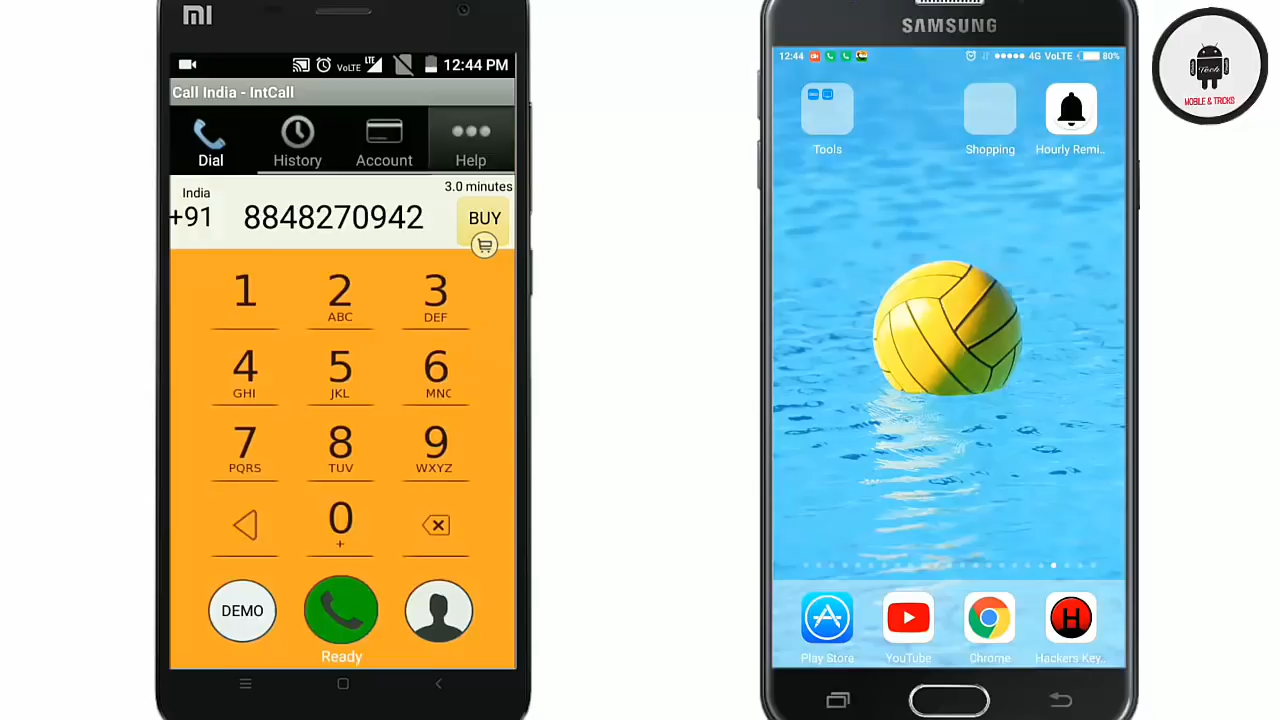 MI
VoLTE LTE 12:44 PM
Call India - IntCall
Dial History Account Help
India
3.0 minutes
+91 8848270942 BUY
1 2 3
ABC DEF
4 5 6
GHI JKL MNO
7 8 9
PQRS TUV WXYZ
0
+
DEMO
Ready
SAMSUNG
12:44 4G VoLTE 80%
Tools Shopping Hourly Remi..
Play Store YouTube Chrome Hackers Key..
H
Tech
MOBILE & TRICKS